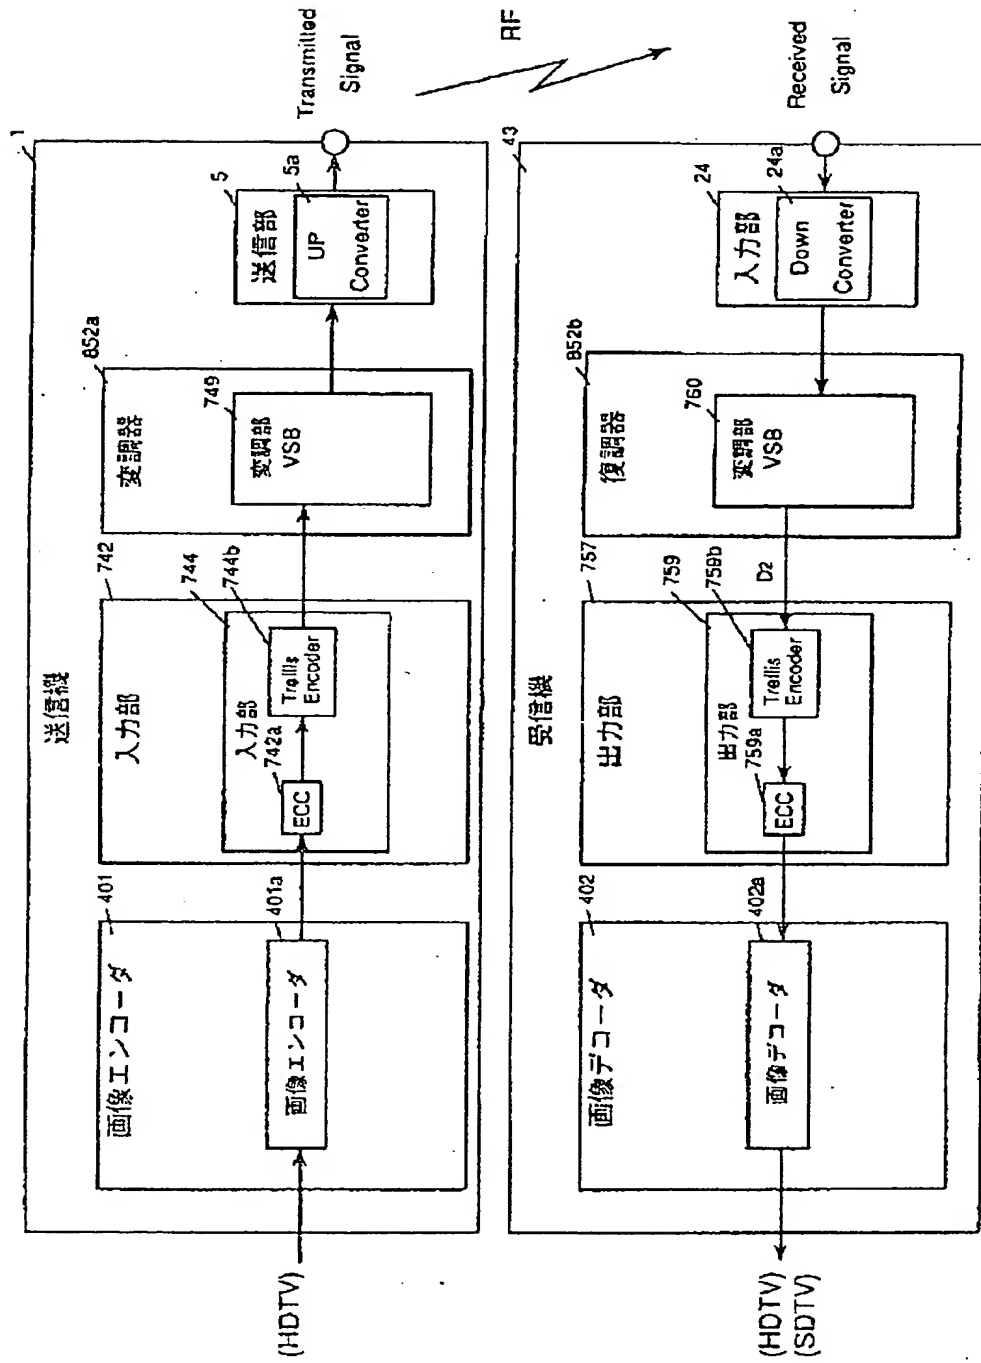 1
送信機
401
画像エンコーダ
401a
画像エンコーダ
(HDTV)
742
入力部
744
744b
入力部
742a
ECC
Trellis
Encoder
852a
変調器
749
変調部
VSB
5
送信部
5a
UP
Converter
Transmitted
Signal
RF
43
受信機
402
画像デコーダ
402a
画像デコーダ
(HDTV)
(SDTV)
757
出力部
759
759b
出力部
759a
ECC
Trellis
Encoder
D2
852b
復調器
760
変調部
VSB
24
入力部
24a
Down
Converter
Received
Signal